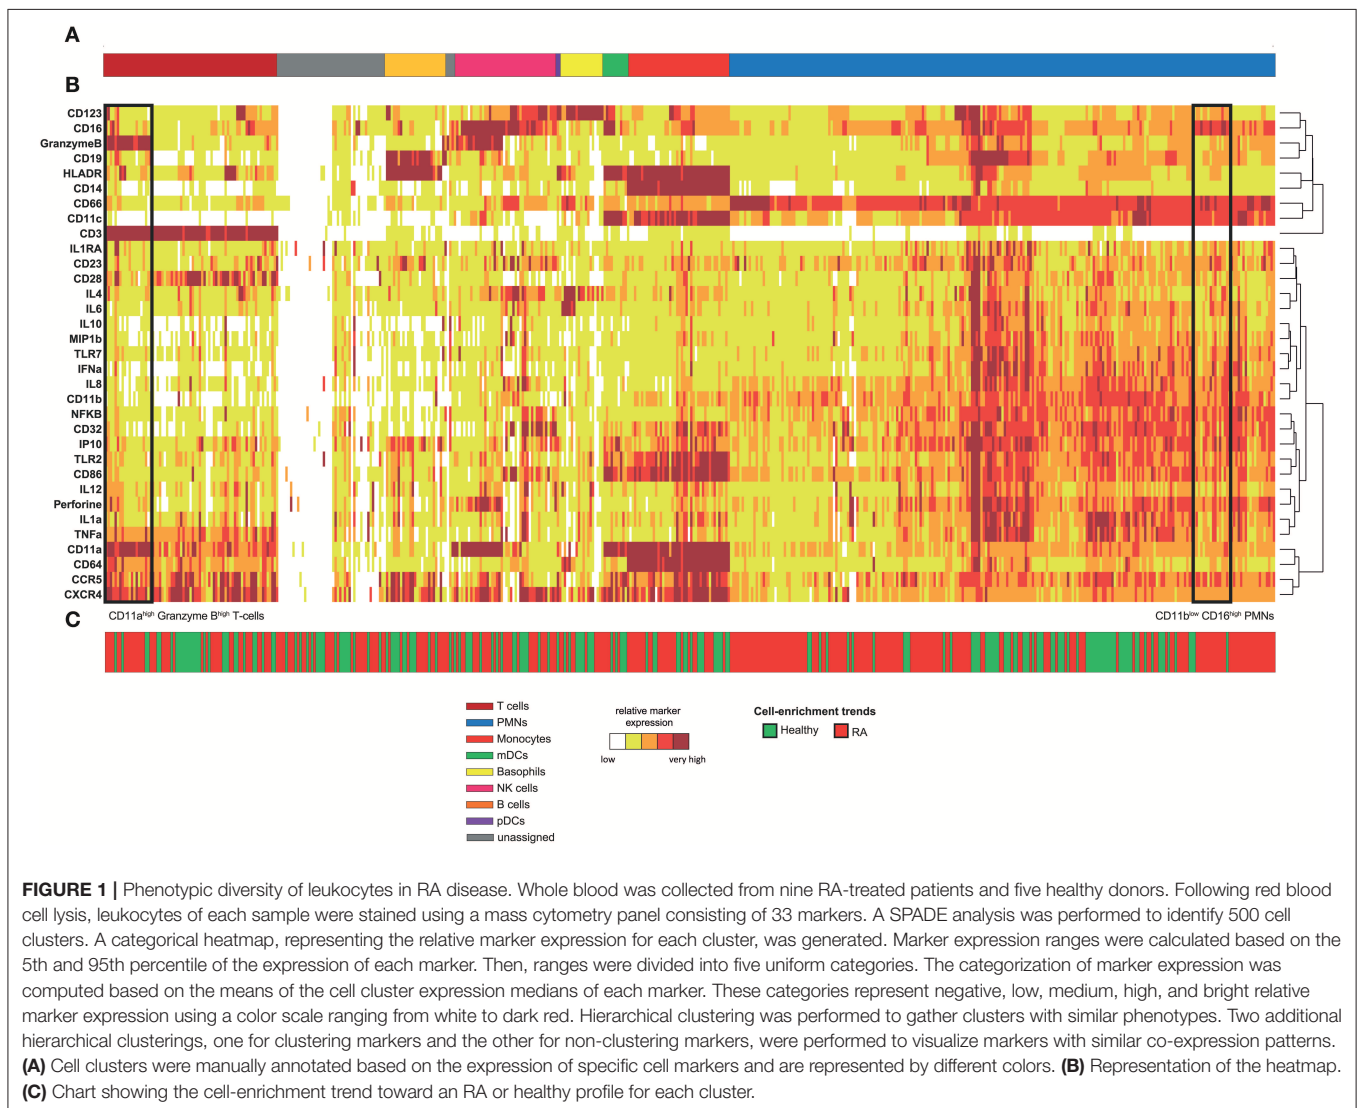 A
B
CD123
CD16
GranzymeB
CD19
HLADR
CD14
CD66
CD11c
CD3
IL1RA
CD23
CD28
IL4
IL6
IL10
MIP1b
TLR7
IFNa
IL8
CD11b
NFKB
CD32
IP10
TLR2
CD86
IL12
Perforine
IL1a
TNFa
CD11a
CD64
CCR5
CXCR4
CD11a^high Granzyme B^high T-cells
CD11b^low CD16^high PMNs
C
T cells
PMNs
Monocytes
mDCs
Basophils
NK cells
B cells
pDCs
unassigned
relative marker
expression
low very high
Cell-enrichment trends
Healthy RA
FIGURE 1 | Phenotypic diversity of leukocytes in RA disease. Whole blood was collected from nine RA-treated patients and five healthy donors. Following red blood
cell lysis, leukocytes of each sample were stained using a mass cytometry panel consisting of 33 markers. A SPADE analysis was performed to identify 500 cell
clusters. A categorical heatmap, representing the relative marker expression for each cluster, was generated. Marker expression ranges were calculated based on the
5th and 95th percentile of the expression of each marker. Then, ranges were divided into five uniform categories. The categorization of marker expression was
computed based on the means of the cell cluster expression medians of each marker. These categories represent negative, low, medium, high, and bright relative
marker expression using a color scale ranging from white to dark red. Hierarchical clustering was performed to gather clusters with similar phenotypes. Two additional
hierarchical clusterings, one for clustering markers and the other for non-clustering markers, were performed to visualize markers with similar co-expression patterns.
(A) Cell clusters were manually annotated based on the expression of specific cell markers and are represented by different colors. (B) Representation of the heatmap.
(C) Chart showing the cell-enrichment trend toward an RA or healthy profile for each cluster.